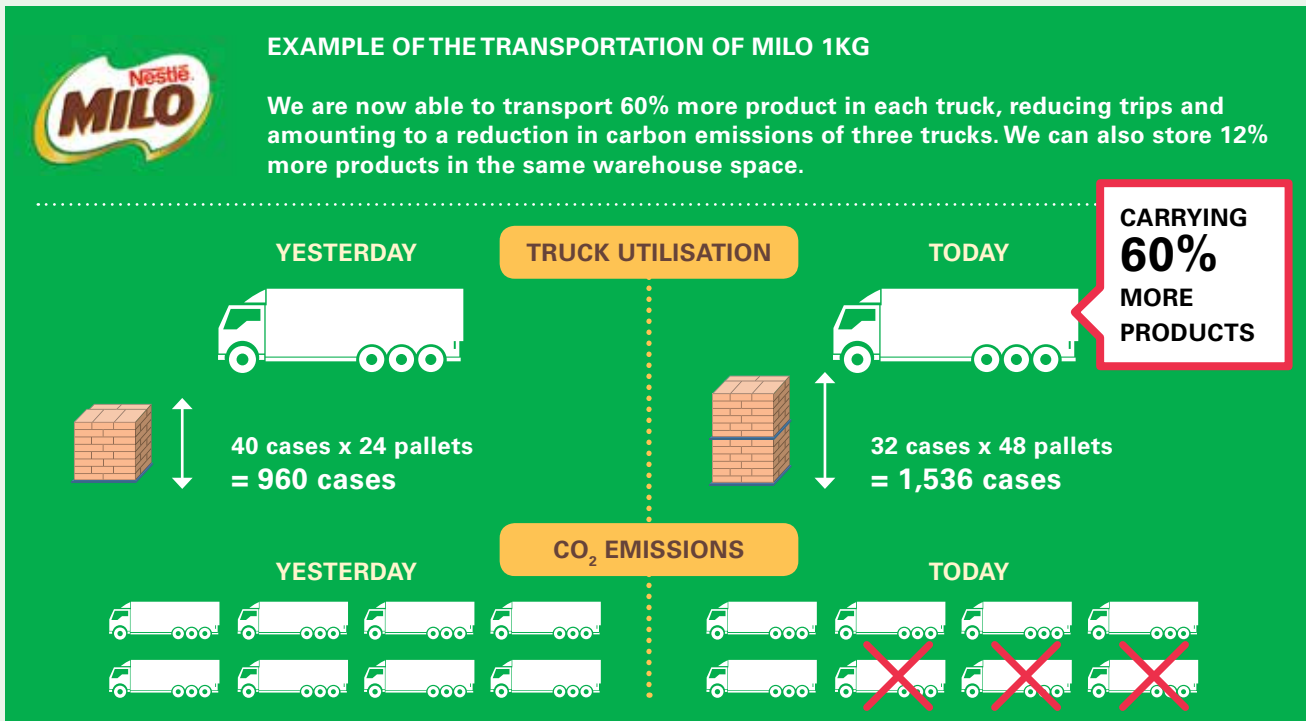 Nestlé.
MILO
EXAMPLE OF THE TRANSPORTATION OF MILO 1KG
We are now able to transport 60% more product in each truck, reducing trips and
amounting to a reduction in carbon emissions of three trucks. We can also store 12%
more products in the same warehouse space.
CARRYING
60%
MORE
PRODUCTS
YESTERDAY
TRUCK UTILISATION
TODAY
40 cases x 24 pallets
= 960 cases
32 cases x 48 pallets
= 1,536 cases
CO₂ EMISSIONS
YESTERDAY
TODAY